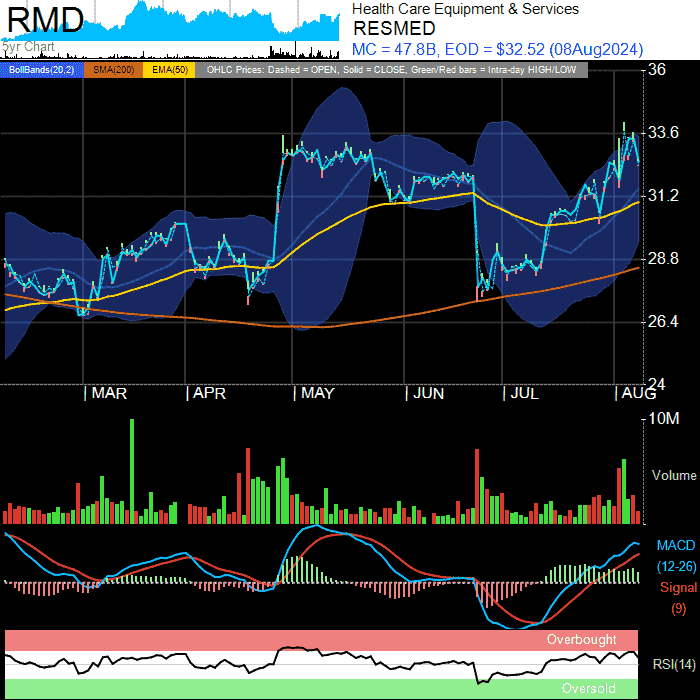 RMD
5yr Chart
Health Care Equipment & Services
RESMED
MC = 47.8B, EOD = $32.52 (08Aug2024)
BollBands(20,2) SMA(200) EMA(50) OHLC Prices: Dashed = OPEN, Solid = CLOSE, Green/Red bars = Intra-day HIGH/LOW
36
33.6
31.2
28.8
26.4
24
| MAR | APR | MAY | JUN | JUL | AUG
10M
Volume
MACD
(12-26)
Signal
(9)
Overbought
RSI(14)
Oversold